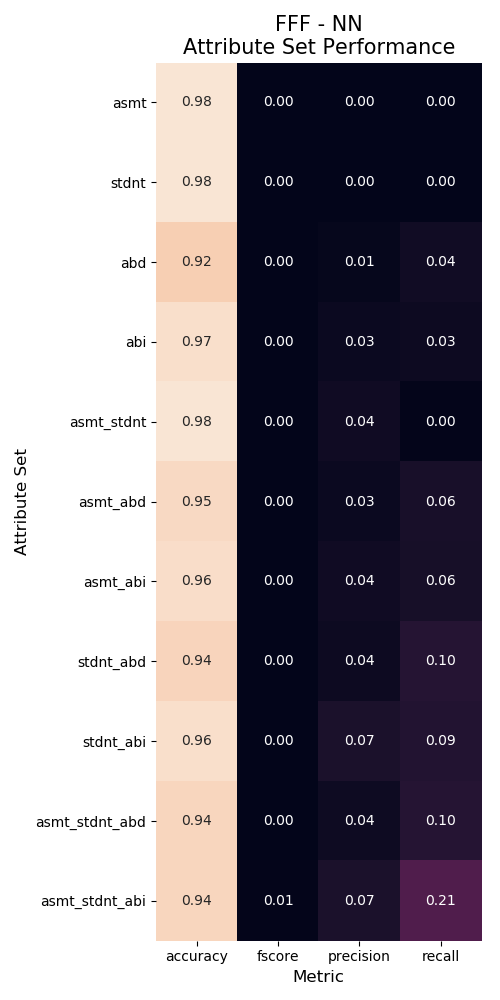 FFF - NN
Attribute Set Performance
asmt 0.98 0.00 0.00 0.00
stdnt 0.98 0.00 0.00 0.00
abd 0.92 0.00 0.01 0.04
abi 0.97 0.00 0.03 0.03
asmt_stdnt 0.98 0.00 0.04 0.00
asmt_abd 0.95 0.00 0.03 0.06
asmt_abi 0.96 0.00 0.04 0.06
stdnt_abd 0.94 0.00 0.04 0.10
stdnt_abi 0.96 0.00 0.07 0.09
asmt_stdnt_abd 0.94 0.00 0.04 0.10
asmt_stdnt_abi 0.94 0.01 0.07 0.21
accuracy fscore precision recall
Metric
Attribute Set